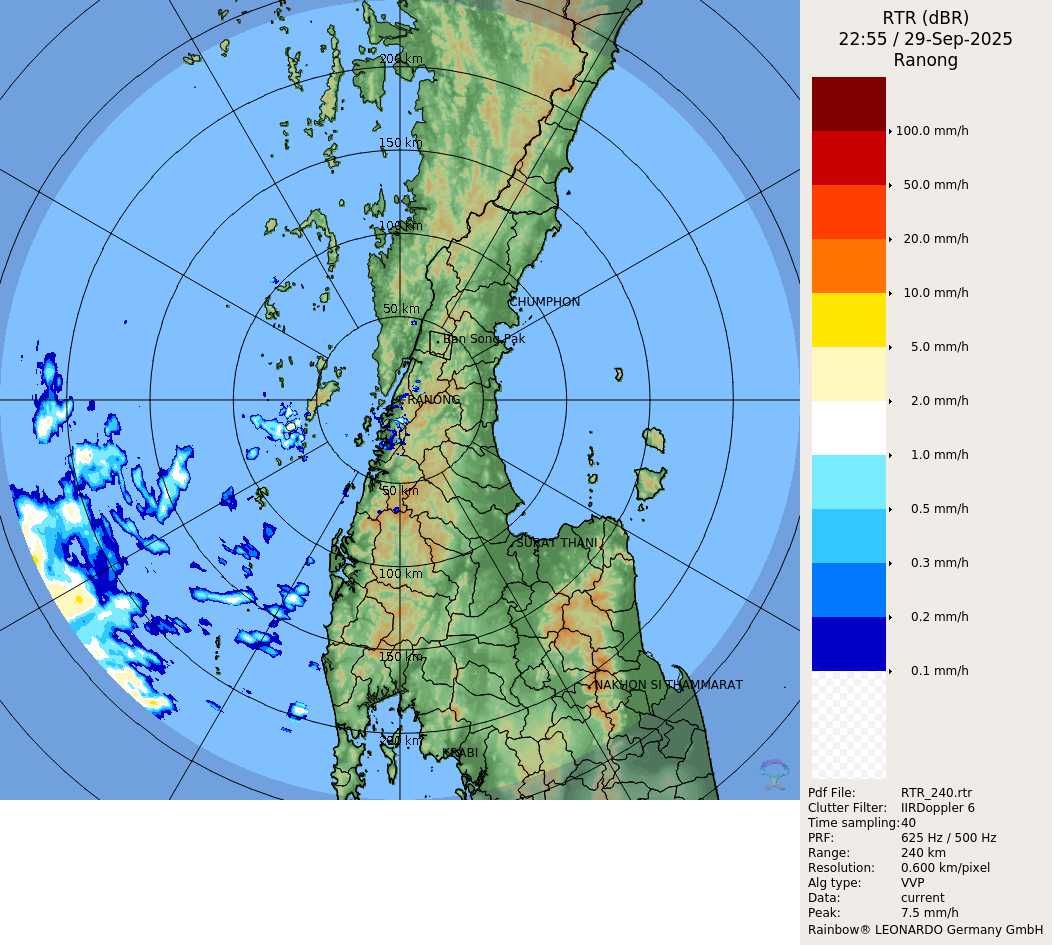 RTR (dBR)
22:55 / 29-Sep-2025
Ranong
200 km
150 km
100 km
50 km
CHUMPHON
Ban Song Pak
RANONG
50 km
SURAT THANI
100 km
150 km
NAKHON SI THAMMARAT
200 km
KRABI
100.0 mm/h
50.0 mm/h
20.0 mm/h
10.0 mm/h
5.0 mm/h
2.0 mm/h
1.0 mm/h
0.5 mm/h
0.3 mm/h
0.2 mm/h
0.1 mm/h
Pdf File: RTR_240.rtr
Clutter Filter: IIRDoppler 6
Time sampling:40
PRF: 625 Hz / 500 Hz
Range: 240 km
Resolution: 0.600 km/pixel
Alg type: VVP
Data: current
Peak: 7.5 mm/h
Rainbow® LEONARDO Germany GmbH